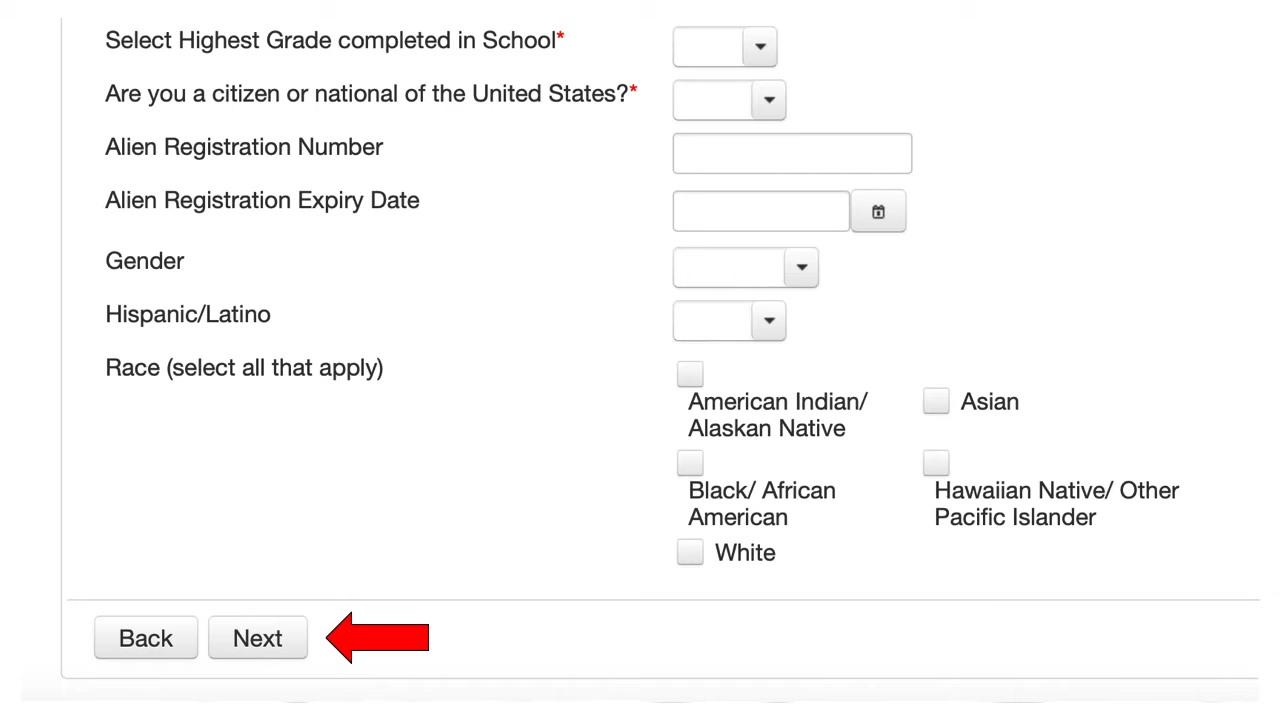 Select Highest Grade completed in School*
Are you a citizen or national of the United States?*
Alien Registration Number
Alien Registration Expiry Date
Gender
Hispanic/Latino
Race (select all that apply)
American Indian/
Alaskan Native
Asian
Black/ African
American
Hawaiian Native/ Other
Pacific Islander
White
Back
Next